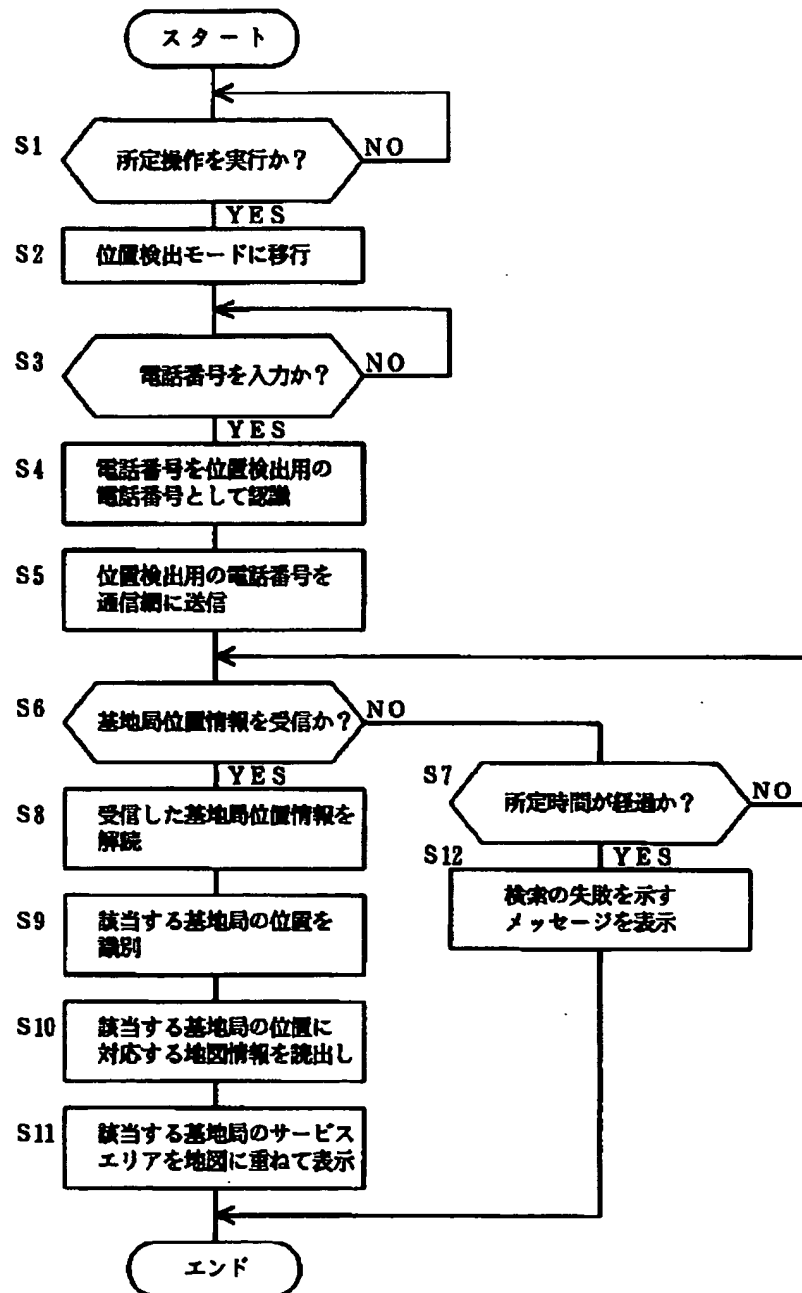 スタート
S1
所定操作を実行か？
NO
YES
S2
位置検出モードに移行
S3
電話番号を入力か？
NO
YES
S4
電話番号を位置検出用の
電話番号として認識
S5
位置検出用の電話番号を
通信網に送信
S6
基地局位置情報を受信か？
NO
YES
S7
所定時間が経過か？
NO
YES
S8
受信した基地局位置情報を
解読
S12
検索の失敗を示す
メッセージを表示
S9
該当する基地局の位置を
識別
S10
該当する基地局の位置に
対応する地図情報を読出し
S11
該当する基地局のサービス
エリアを地図に重ねて表示
エンド